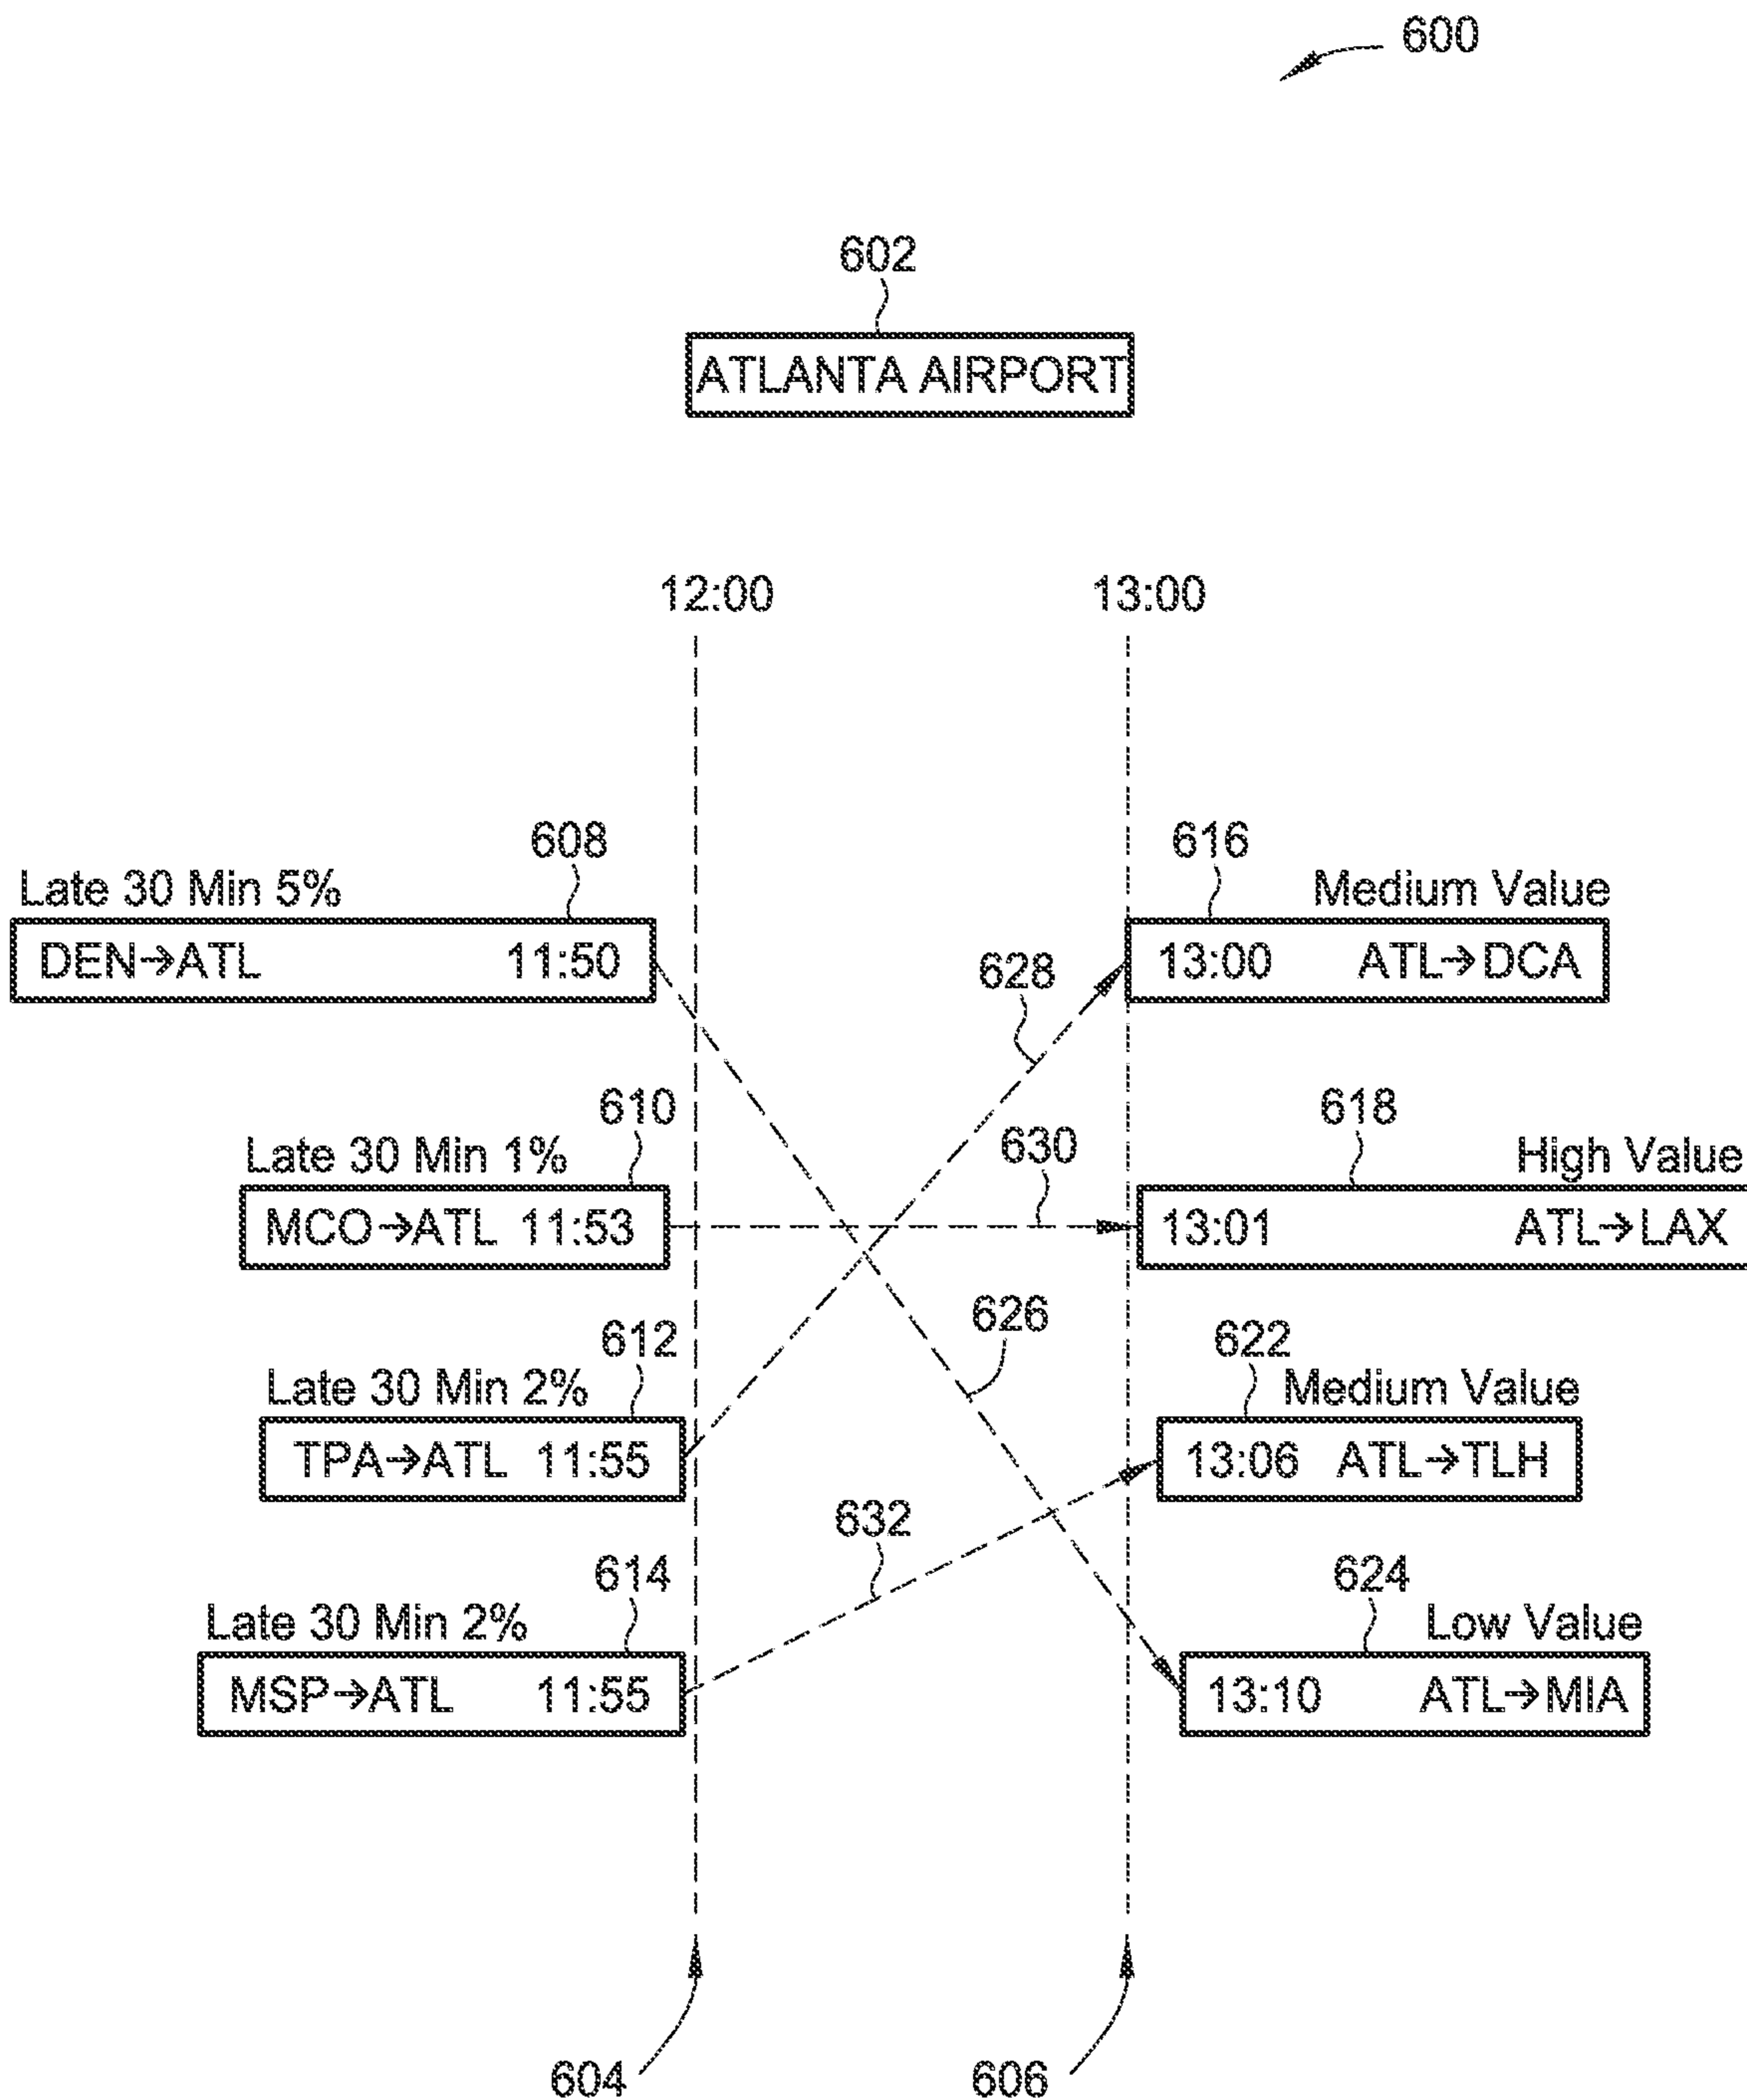 600
602
ATLANTA AIRPORT
12:00 13:00
608 616
Late 30 Min 5% Medium Value
DEN→ATL 11:50 13:00 ATL→DCA
628
610 618
Late 30 Min 1% 630 High Value
MCO→ATL 11:53 13:01 ATL→LAX
612 626 622
Late 30 Min 2% Medium Value
TPA→ATL 11:55 13:06 ATL→TLH
632
614 624
Late 30 Min 2% Low Value
MSP→ATL 11:55 13:10 ATL→MIA
604 606